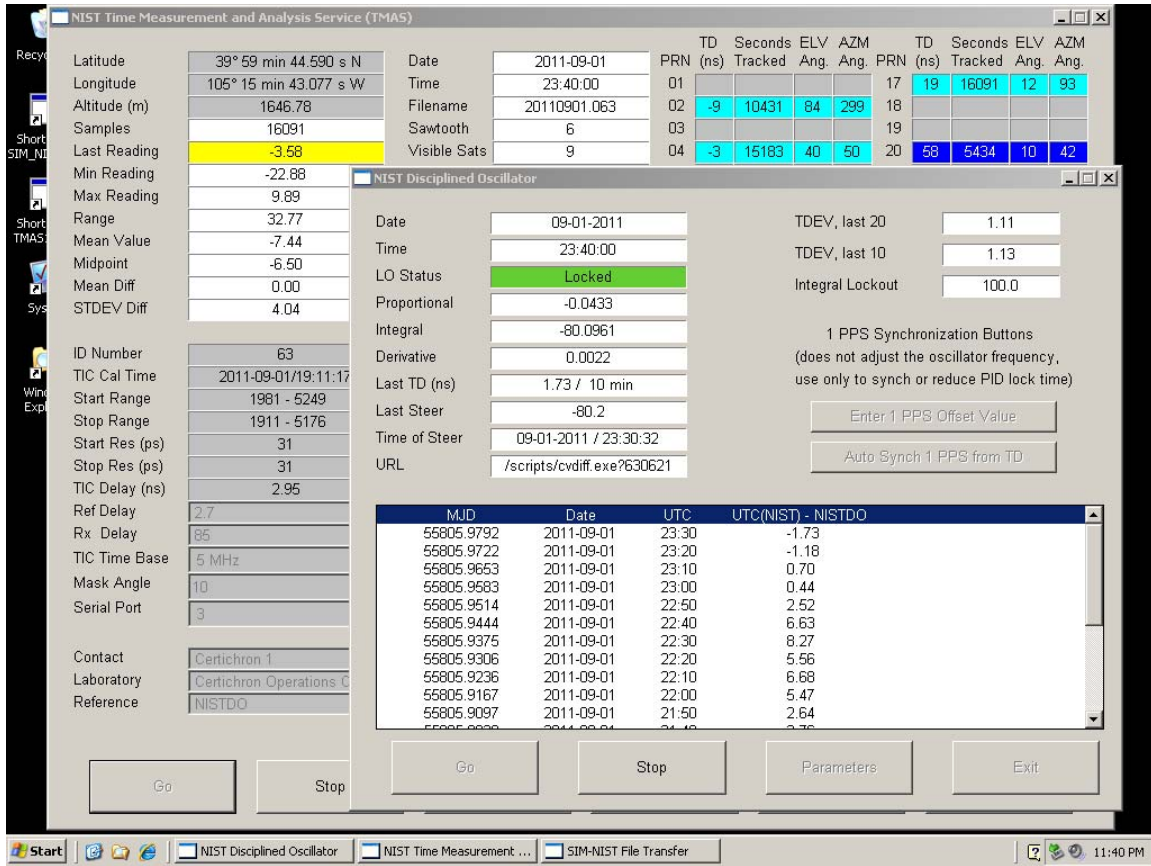 NIST Time Measurement and Analysis Service (TMAS)
Latitude 39° 59 min 44.590 s N Date 2011-09-01
Longitude 105° 15 min 43.077 s W Time 23:40:00
Altitude (m) 1646.78 Filename 20110901.063
Samples 16091 Sawtooth 6
Last Reading -3.58 Visible Sats 9
Min Reading -22.88
Max Reading 9.89
Range 32.77
Mean Value -7.44
Midpoint -6.50
Mean Diff 0.00
STDEV Diff 4.04
TD Seconds ELV AZM TD Seconds ELV AZM
PRN (ns) Tracked Ang. Ang. PRN (ns) Tracked Ang. Ang.
01 17 19 16091 12 93
02 -9 10431 84 299 18
03 19
04 -3 15183 40 50 20 58 5434 10 42
ID Number 63
TIC Cal Time 2011-09-01/19:11:17
Start Range 1981 - 5249
Stop Range 1911 - 5176
Start Res (ps) 31
Stop Res (ps) 31
TIC Delay (ns) 2.95
Ref Delay 2.7
Rx Delay 85
TIC Time Base 5 MHz
Mask Angle 10
Serial Port 3
Contact Certichron 1
Laboratory Certichron Operations
Reference NISTDO
Go
Stop
NIST Disciplined Oscillator
Date 09-01-2011
Time 23:40:00
LO Status Locked
Proportional -0.0433
Integral -80.0961
Derivative 0.0022
Last TD (ns) 1.73 / 10 min
Last Steer -80.2
Time of Steer 09-01-2011 / 23:30:32
URL /scripts/cvdiff.exe?630621
TDEV, last 20 1.11
TDEV, last 10 1.13
Integral Lockout 100.0
1 PPS Synchronization Buttons
(does not adjust the oscillator frequency,
use only to synch or reduce PID lock time)
Enter 1 PPS Offset Value
Auto Synch 1 PPS from TD
MJD Date UTC UTC(NIST) - NISTDO
55805.9792 2011-09-01 23:30 -1.73
55805.9722 2011-09-01 23:20 -1.18
55805.9653 2011-09-01 23:10 0.70
55805.9583 2011-09-01 23:00 0.44
55805.9514 2011-09-01 22:50 2.52
55805.9444 2011-09-01 22:40 6.63
55805.9375 2011-09-01 22:30 8.27
55805.9306 2011-09-01 22:20 5.56
55805.9236 2011-09-01 22:10 6.68
55805.9167 2011-09-01 22:00 5.47
55805.9097 2011-09-01 21:50 2.64
Go Stop Parameters Exit
Recy
Short
SIM_NI
Short
TMAS
Sys
Wind
Expl
Start NIST Disciplined Oscillator NIST Time Measurement ... SIM-NIST File Transfer 11:40 PM